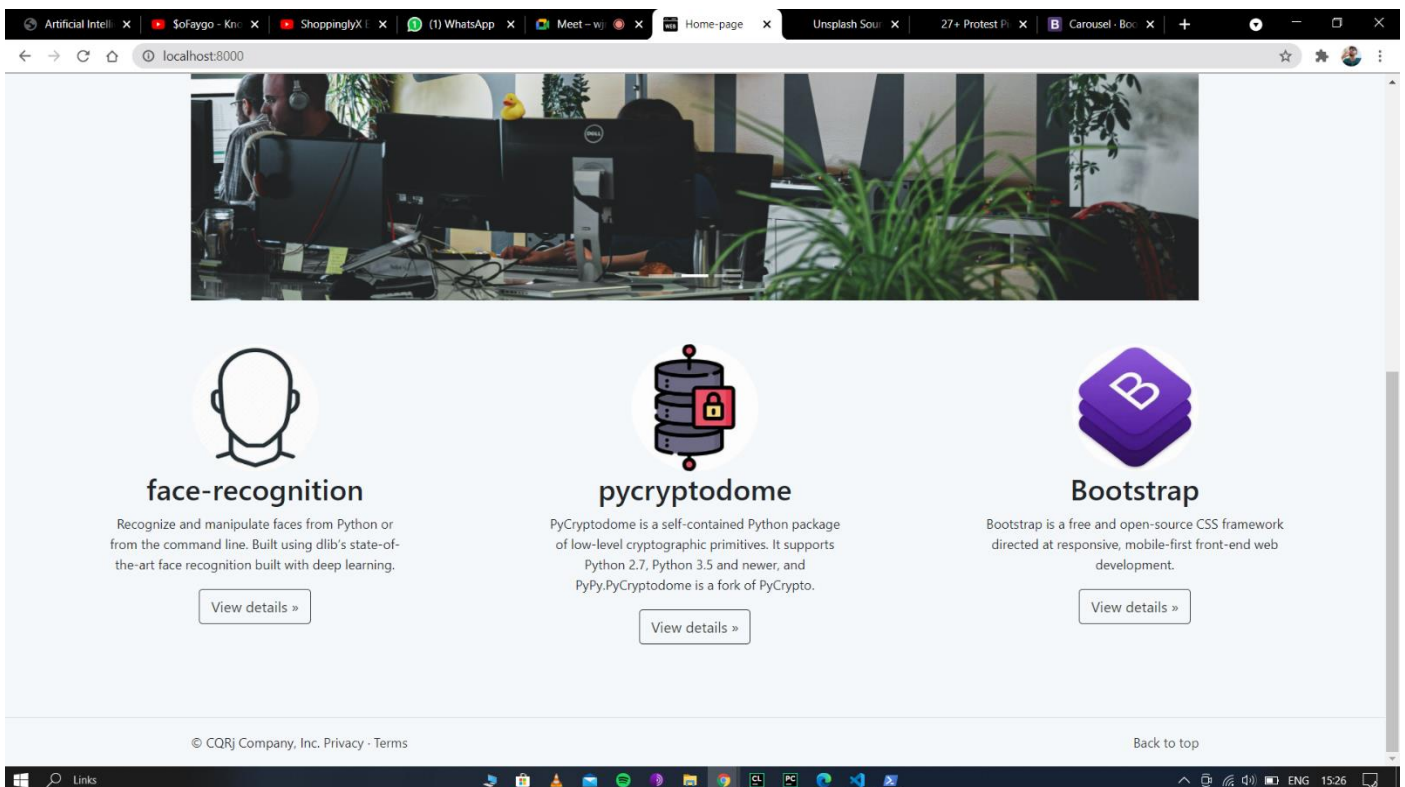 Artificial Intelli
$oFaygo - Kno
ShoppinglyX E
(1) WhatsApp
Meet – wj
WEB
Home-page
Unsplash Sour
27+ Protest Pi
B
Carousel · Boo
localhost:8000
DELL
face-recognition
Recognize and manipulate faces from Python or
from the command line. Built using dlib's state-of-
the-art face recognition built with deep learning.
View details »
pycryptodome
PyCryptodome is a self-contained Python package
of low-level cryptographic primitives. It supports
Python 2.7, Python 3.5 and newer, and
PyPy.PyCryptodome is a fork of PyCrypto.
View details »
B
Bootstrap
Bootstrap is a free and open-source CSS framework
directed at responsive, mobile-first front-end web
development.
View details »
© CQRj Company, Inc. Privacy · Terms
Back to top
Links
CL
PC
ENG
15:26